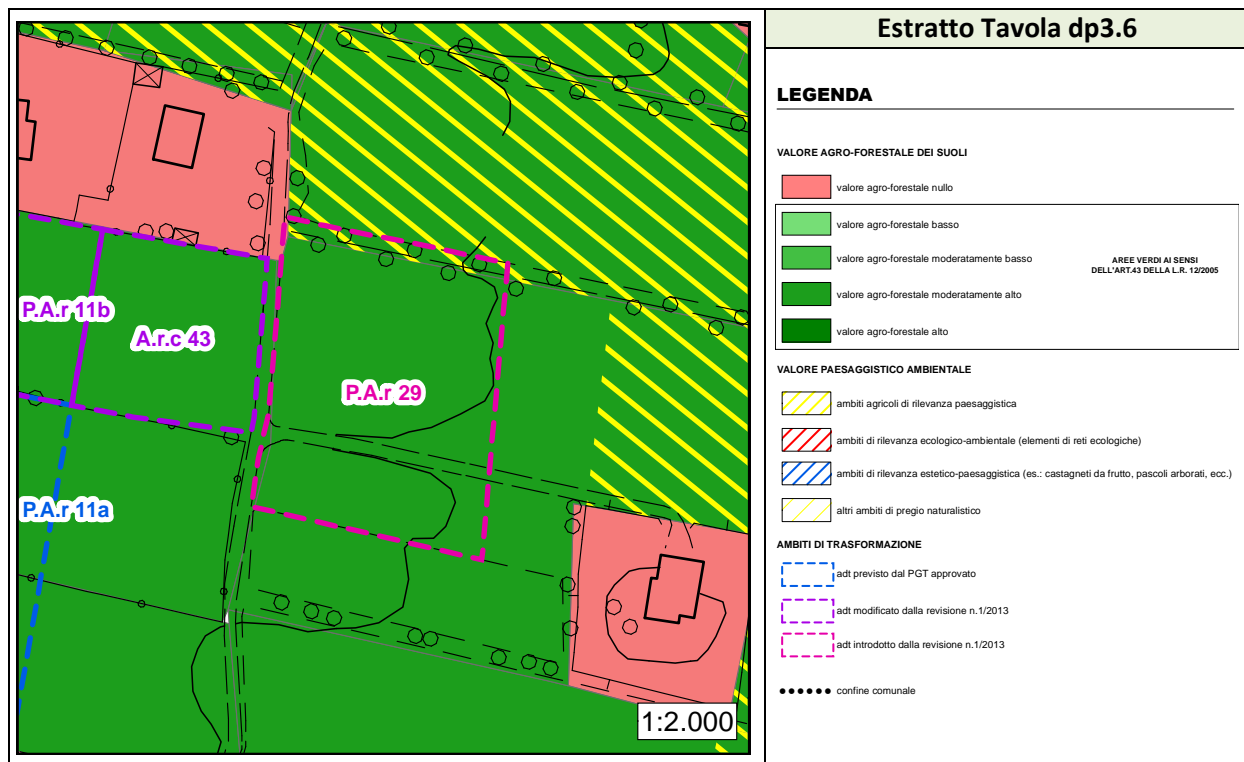 Estratto Tavola dp3.6
P.A.r 11b
A.r.c 43
P.A.r 29
P.A.r 11a
1:2.000
LEGENDA
VALORE AGRO-FORESTALE DEI SUOLI
valore agro-forestale nullo
valore agro-forestale basso
valore agro-forestale moderatamente basso
valore agro-forestale moderatamente alto
valore agro-forestale alto
AREE VERDI AI SENSI
DELL'ART.43 DELLA L.R. 12/2005
VALORE PAESAGGISTICO AMBIENTALE
ambiti agricoli di rilevanza paesaggistica
ambiti di rilevanza ecologico-ambientale (elementi di reti ecologiche)
ambiti di rilevanza estetico-paesaggistica (es.: castagneti da frutto, pascoli arborati, ecc.)
altri ambiti di pregio naturalistico
AMBITI DI TRASFORMAZIONE
adt previsto dal PGT approvato
adt modificato dalla revisione n.1/2013
adt introdotto dalla revisione n.1/2013
confine comunale